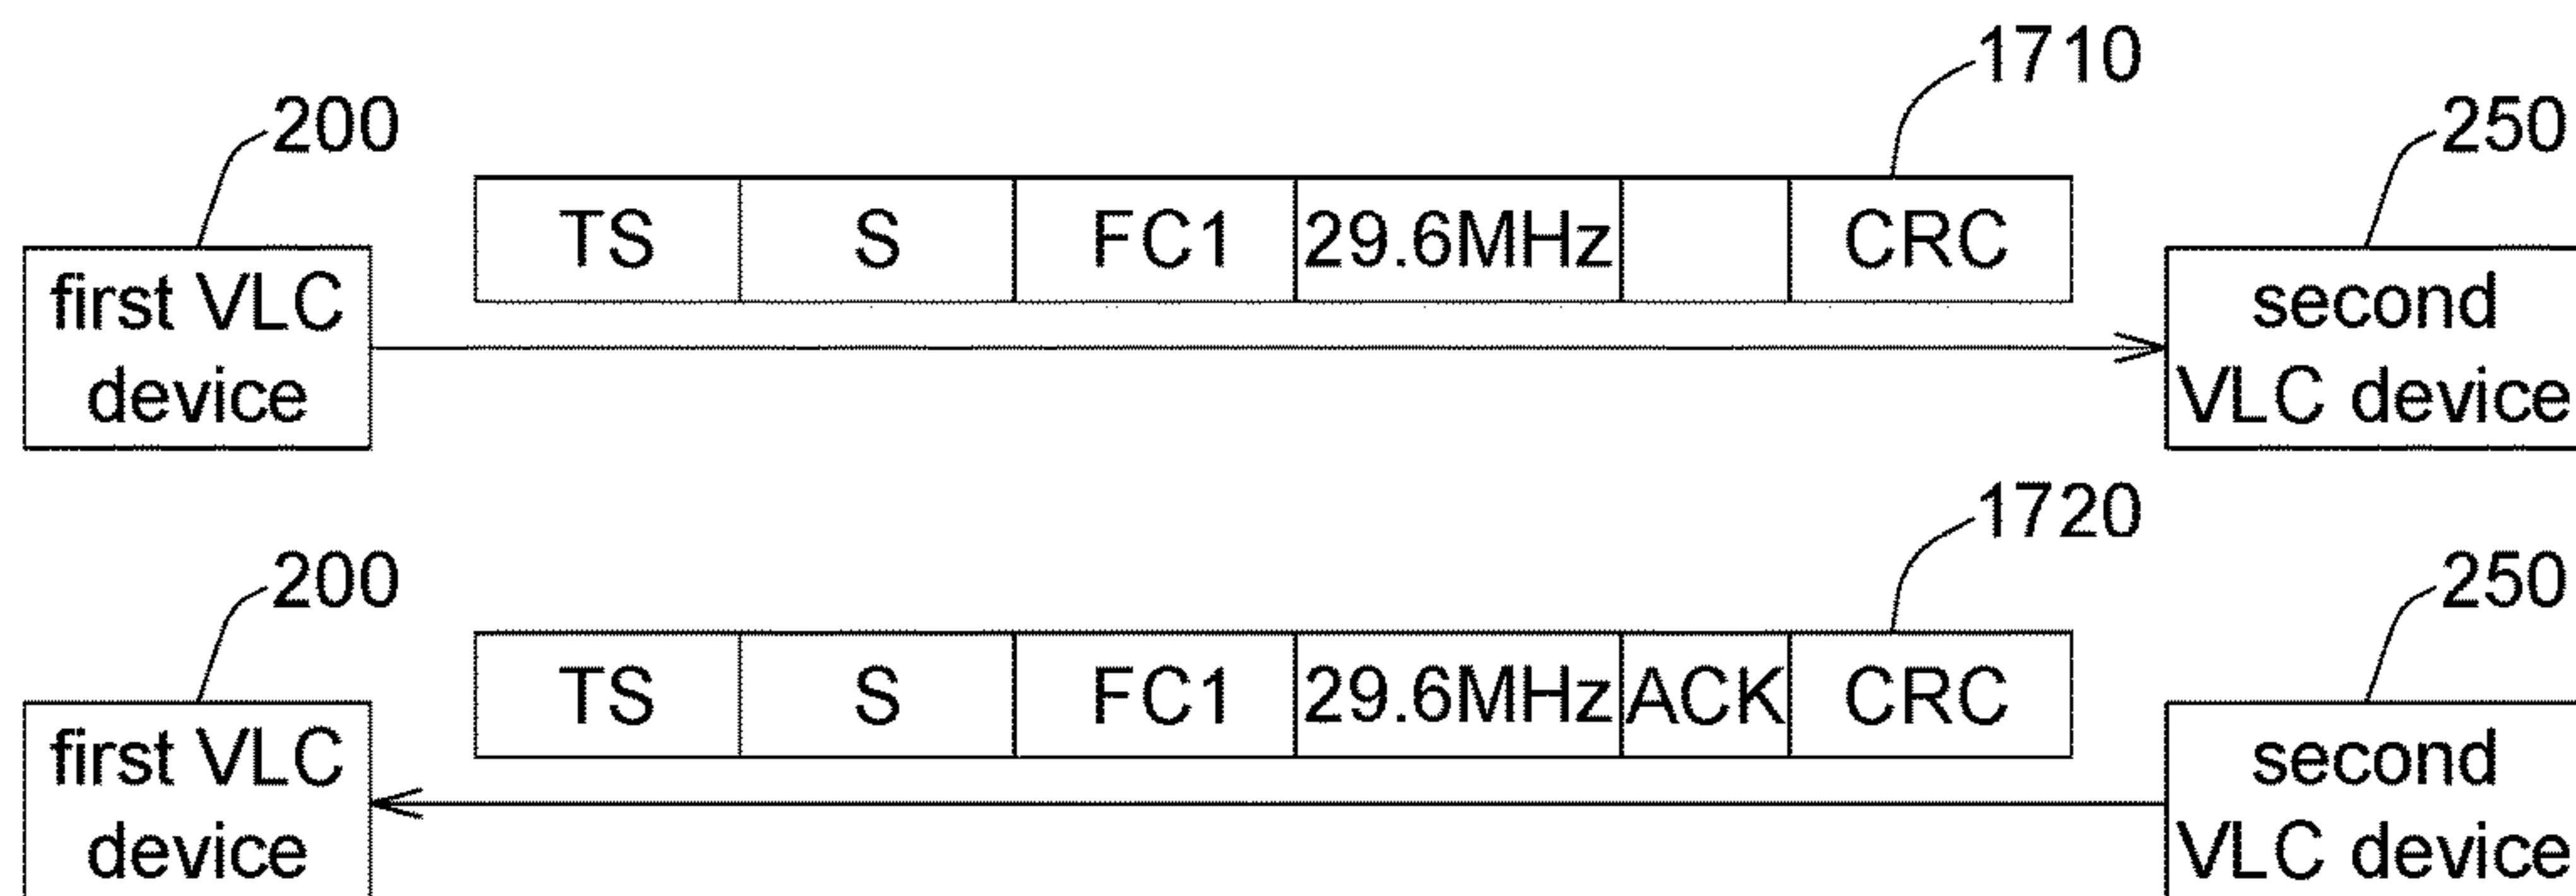 1710
200
250
TS S FC1 29.6MHz CRC
first VLC
device
second
VLC device
1720
200
250
TS S FC1 29.6MHz ACK CRC
first VLC
device
second
VLC device